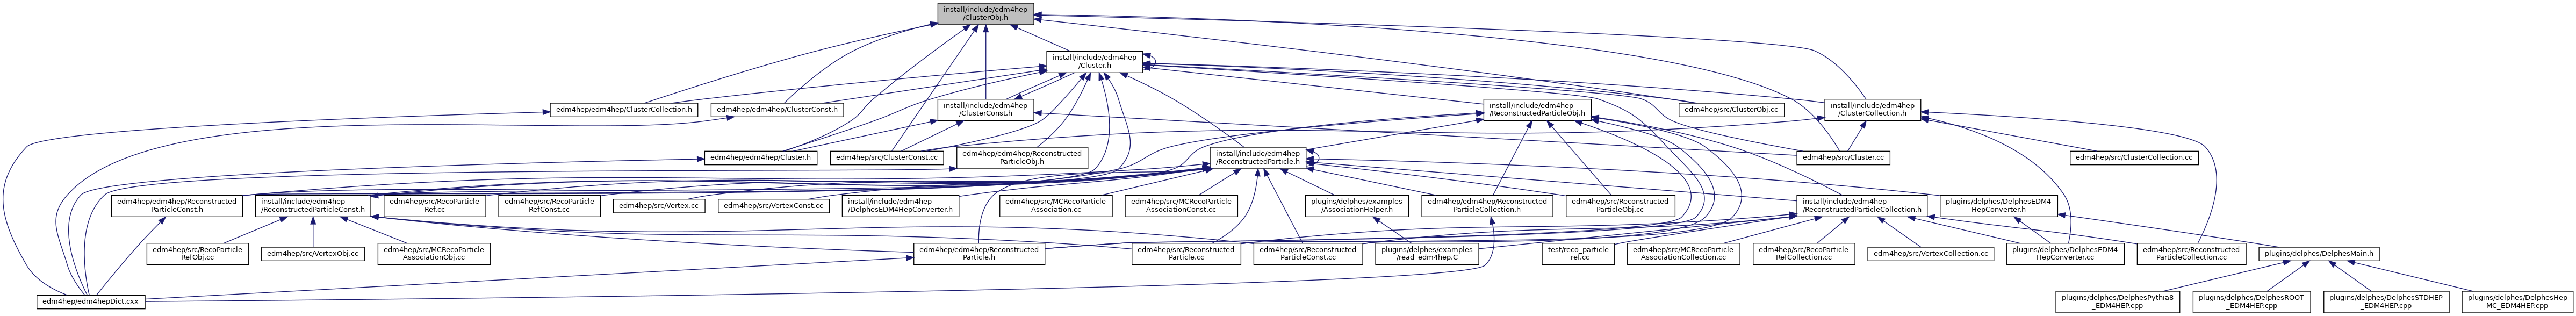 install/include/edm4hep
/ClusterObj.h
install/include/edm4hep
/Cluster.h
edm4hep/edm4hep/ClusterCollection.h
edm4hep/edm4hep/ClusterConst.h
install/include/edm4hep
/ClusterConst.h
install/include/edm4hep
/ReconstructedParticleObj.h
edm4hep/src/ClusterObj.cc
install/include/edm4hep
/ClusterCollection.h
edm4hep/edm4hep/Cluster.h
edm4hep/src/ClusterConst.cc
edm4hep/edm4hep/Reconstructed
ParticleObj.h
install/include/edm4hep
/ReconstructedParticle.h
edm4hep/src/Cluster.cc
edm4hep/src/ClusterCollection.cc
edm4hep/edm4hep/Reconstructed
ParticleConst.h
install/include/edm4hep
/ReconstructedParticleConst.h
edm4hep/src/RecoParticle
Ref.cc
edm4hep/src/RecoParticle
RefConst.cc
edm4hep/src/Vertex.cc
edm4hep/src/VertexConst.cc
install/include/edm4hep
/DelphesEDM4HepConverter.h
edm4hep/src/MCRecoParticle
Association.cc
edm4hep/src/MCRecoParticle
AssociationConst.cc
plugins/delphes/examples
/AssociationHelper.h
edm4hep/edm4hep/Reconstructed
ParticleCollection.h
edm4hep/src/Reconstructed
ParticleObj.cc
install/include/edm4hep
/ReconstructedParticleCollection.h
plugins/delphes/DelphesEDM4
HepConverter.h
edm4hep/src/RecoParticle
RefObj.cc
edm4hep/src/VertexObj.cc
edm4hep/src/MCRecoParticle
AssociationObj.cc
edm4hep/edm4hep/Reconstructed
Particle.h
edm4hep/src/Reconstructed
Particle.cc
edm4hep/src/Reconstructed
ParticleConst.cc
plugins/delphes/examples
/read_edm4hep.C
test/reco_particle
_ref.cc
edm4hep/src/MCRecoParticle
AssociationCollection.cc
edm4hep/src/RecoParticle
RefCollection.cc
edm4hep/src/VertexCollection.cc
plugins/delphes/DelphesEDM4
HepConverter.cc
edm4hep/src/Reconstructed
ParticleCollection.cc
plugins/delphes/DelphesMain.h
edm4hep/edm4hepDict.cxx
plugins/delphes/DelphesPythia8
_EDM4HEP.cpp
plugins/delphes/DelphesROOT
_EDM4HEP.cpp
plugins/delphes/DelphesSTDHEP
_EDM4HEP.cpp
plugins/delphes/DelphesHep
MC_EDM4HEP.cpp